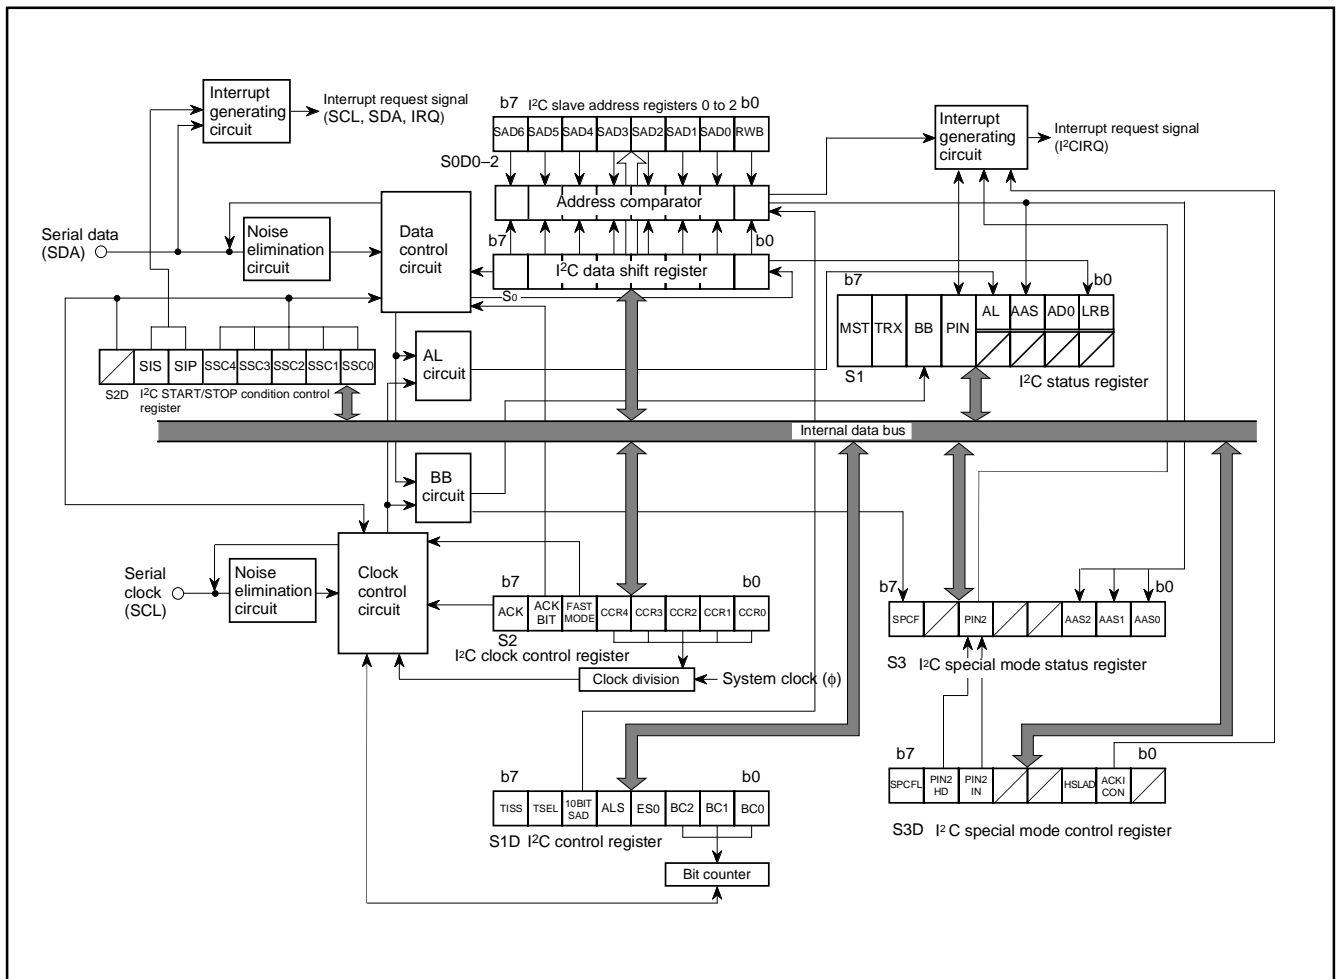 Interrupt
generating
circuit
Interrupt request signal
(SCL, SDA, IRQ)
b7 I²C slave address registers 0 to 2 b0
SAD6 SAD5 SAD4 SAD3 SAD2 SAD1 SAD0 RWB
S0D0–2
Interrupt
generating
circuit
Interrupt request signal
(I²CIRQ)
Address comparator
Serial data
(SDA)
Noise
elimination
circuit
Data
control
circuit
b7 b0
I²C data shift register
S0
b7 b0
MST TRX BB PIN AL AAS AD0 LRB
S1
I²C status register
SIS SIP SSC4 SSC3 SSC2 SSC1 SSC0
S2D I²C START/STOP condition control
register
AL
circuit
Internal data bus
BB
circuit
Serial
clock
(SCL)
Noise
elimination
circuit
Clock
control
circuit
b7 b0
ACK ACK BIT FAST MODE CCR4 CCR3 CCR2 CCR1 CCR0
S2
I²C clock control register
Clock division
System clock (ϕ)
b7 b0
SPCF PIN2 AAS2 AAS1 AAS0
S3 I²C special mode status register
b7 b0
SPCFL PIN2 HD PIN2 IN HSLAD ACKI CON
S3D I² C special mode control register
b7 b0
TISS TSEL 10BIT SAD ALS ES0 BC2 BC1 BC0
S1D I²C control register
Bit counter